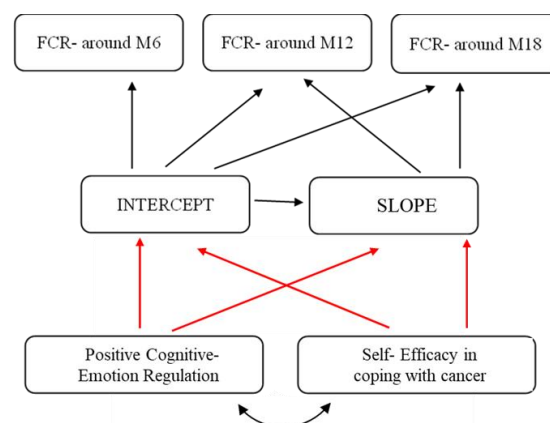 FCR- around M6
FCR- around M12
FCR- around M18
INTERCEPT
SLOPE
Positive Cognitive-
Emotion Regulation
Self- Efficacy in
coping with cancer